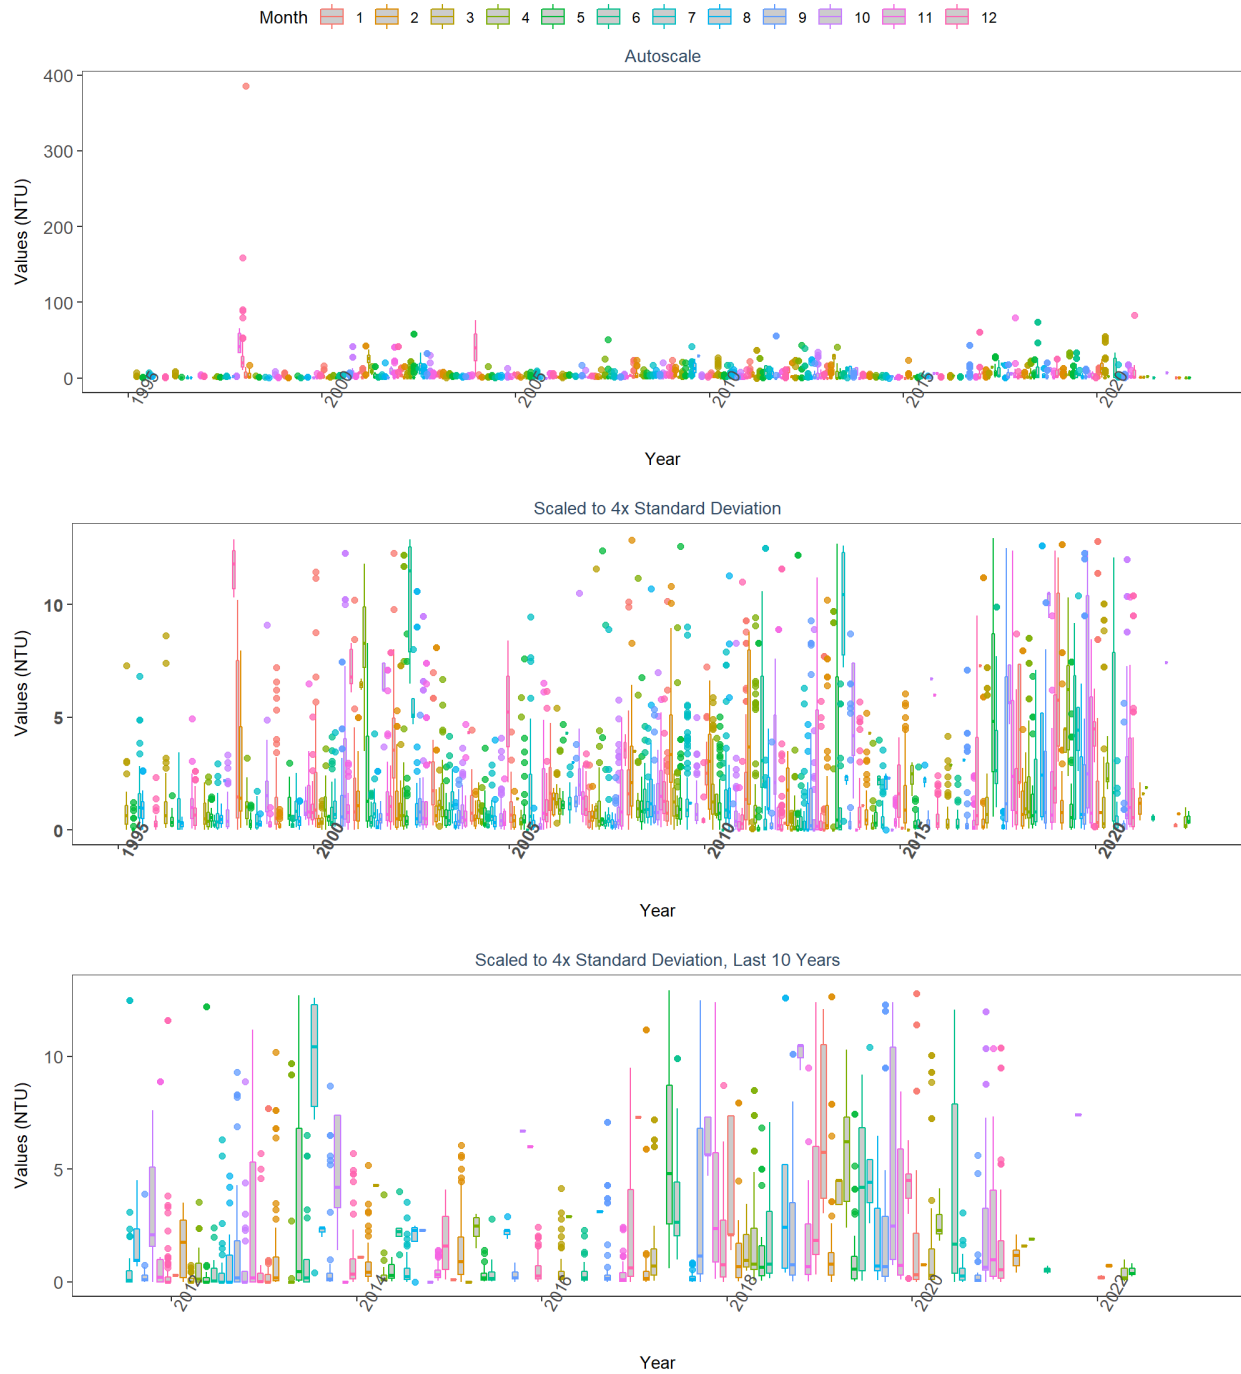 Month 1 2 3 4 5 6 7 8 9 10 11 12
Autoscale
Values (NTU)
400
300
200
100
0
1995 2000 2005 2010 2015 2020
Year
Scaled to 4x Standard Deviation
Values (NTU)
10
5
0
1995 2000 2005 2010 2015 2020
Year
Scaled to 4x Standard Deviation, Last 10 Years
Values (NTU)
10
5
0
2012 2014 2016 2018 2020 2022
Year